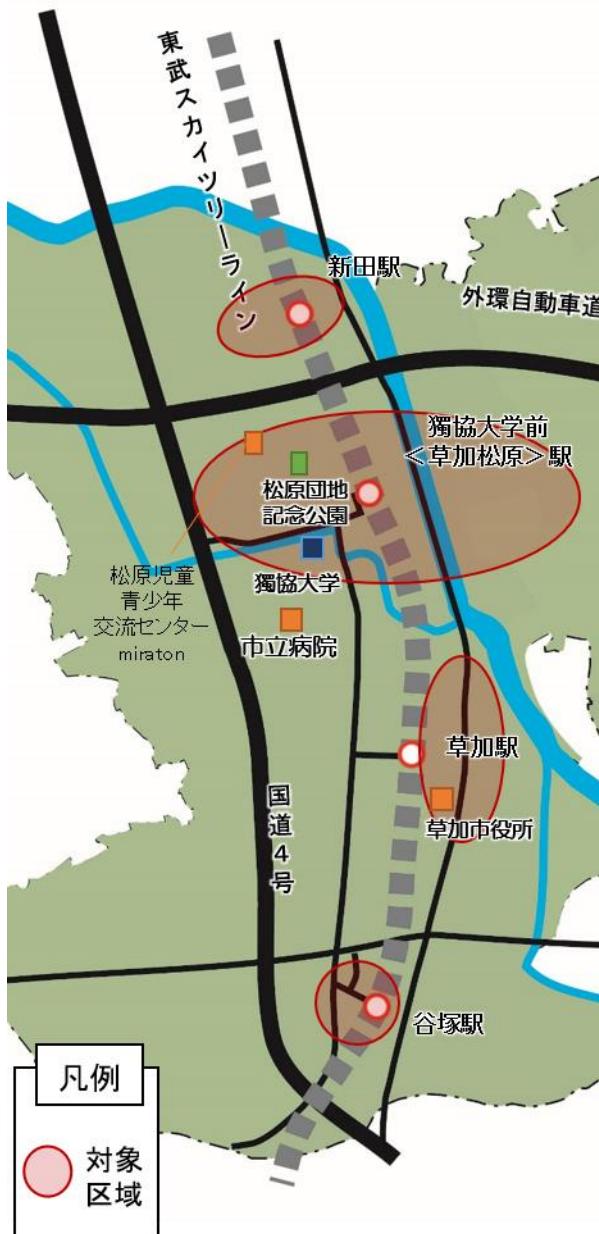 東武スカイツリーライン
新田駅
外環自動車道
獨協大学前
<草加松原>駅
松原団地
記念公園
獨協大学
松原児童
青少年
交流センター
miraton
市立病院
草加駅
草加市役所
国道4号
谷塚駅
凡例
対象
区域